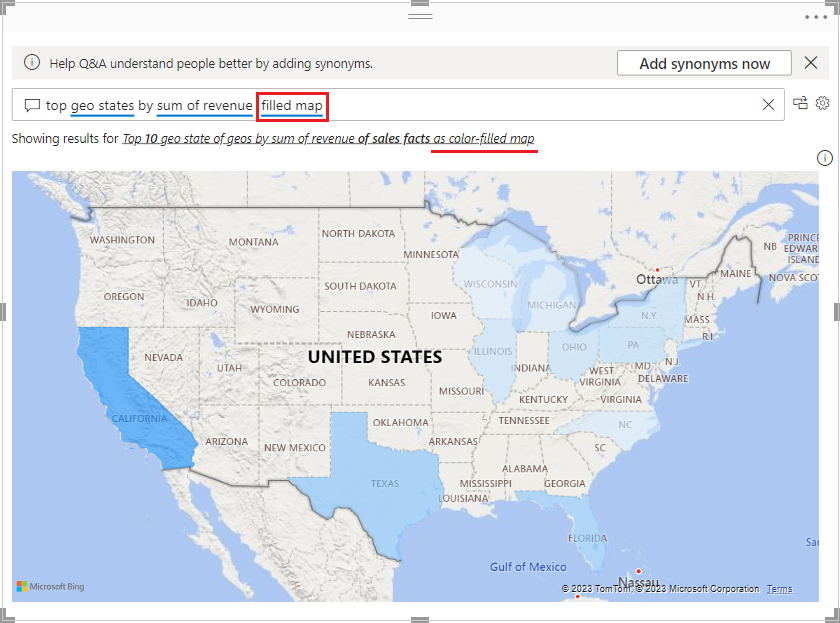 Help Q&A understand people better by adding synonyms.
Add synonyms now
top geo states by sum of revenue filled map
Showing results for Top 10 geo state of geos by sum of revenue of sales facts as color-filled map
WASHINGTON
MONTANA
NORTH DAKOTA
MINNESOTA
OREGON
IDAHO
WYOMING
SOUTH DAKOTA
WISCONSIN
MICHIGAN
Ottawa
VT.
N.H.
MAINE
NB
PRINCE
EDWARD
ISLAND
NOVA SCO
NEBRASKA
IOWA
N.Y.
MASS.
R.I.
UNITED STATES
NEVADA
UTAH
COLORADO
KANSAS
MISSOURI
ILLINOIS
INDIANA
OHIO
PA
N.J.
MD
DELAWARE
WEST
VIRGINIA
VIRGINIA
KENTUCKY
CALIFORNIA
ARIZONA
NEW MEXICO
OKLAHOMA
ARKANSAS
TENNESSEE
NC
SC
TEXAS
LOUISIANA
MISSISSIPPI
ALABAMA
GEORGIA
FLORIDA
Gulf of Mexico
Nassau
Sar
Microsoft Bing
© 2023 TomTom, © 2023 Microsoft Corporation Terms